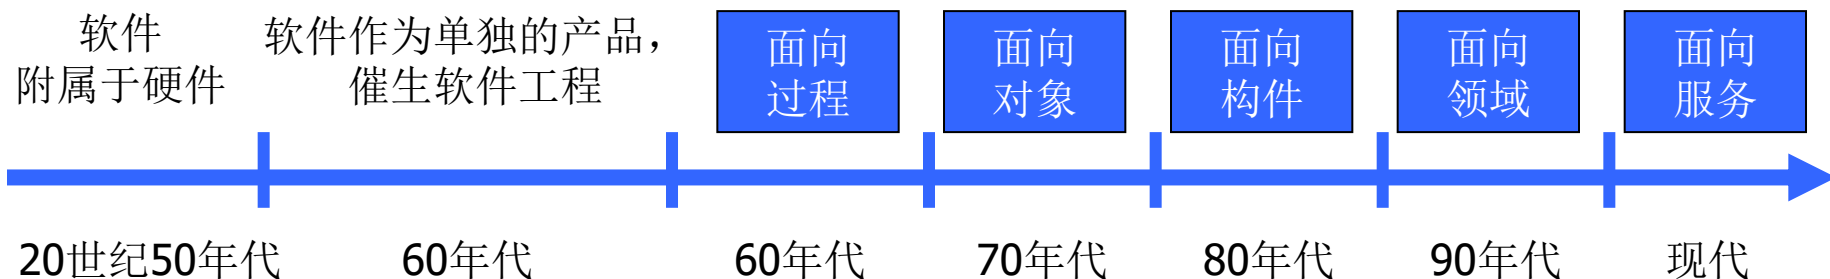 软件
附属于硬件
软件作为单独的产品，
催生软件工程
面向
过程
面向
对象
面向
构件
面向
领域
面向
服务
20世纪50年代
60年代
60年代
70年代
80年代
90年代
现代